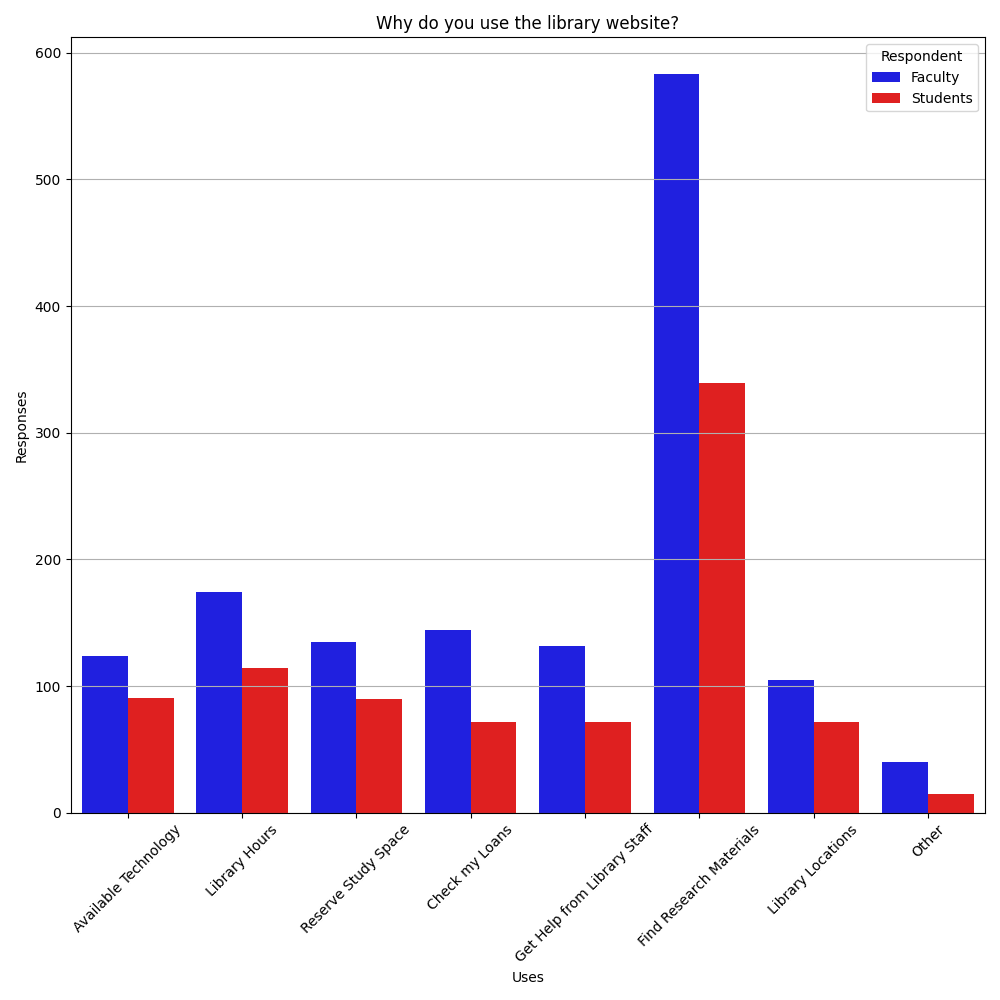 Why do you use the library website?
Respondent
Faculty
Students
600
500
400
300
200
100
0
Responses
Available Technology
Library Hours
Reserve Study Space
Check my Loans
Get Help from Library Staff
Find Research Materials
Library Locations
Other
Uses